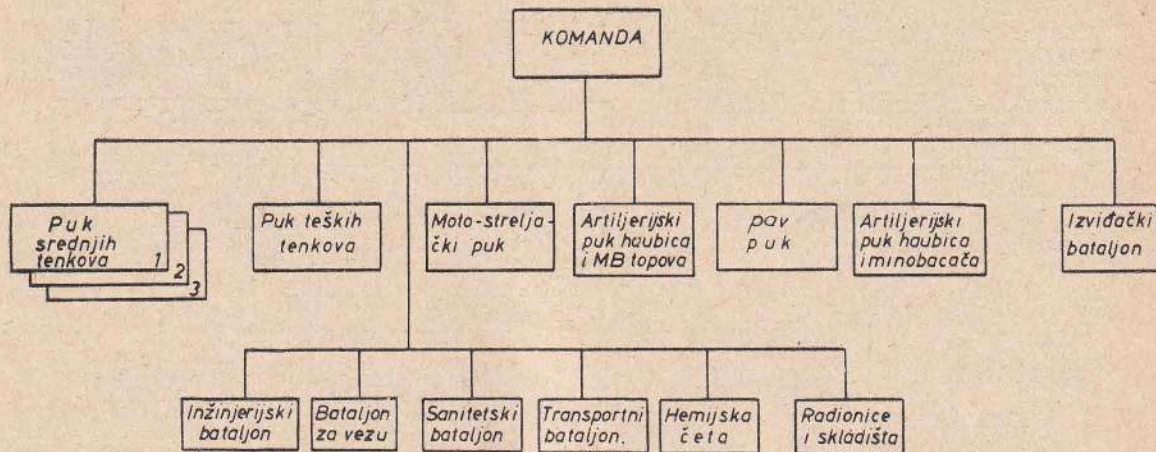 KOMANDA
Puk
srednjih
tenkova 1
2
3
Puk teških
tenkova
Moto-strelja-
čki puk
Artiljerijski
puk haubica
i MB topova
pav
puk
Artiljerijski
puk haubica
i minobacača
Izviđački
bataljon
Inžinjerijski
bataljon
Bataljon
za vezu
Sanitetski
bataljon
Transportni
bataljon.
Hemijska
četa
Radionice
i skládišta